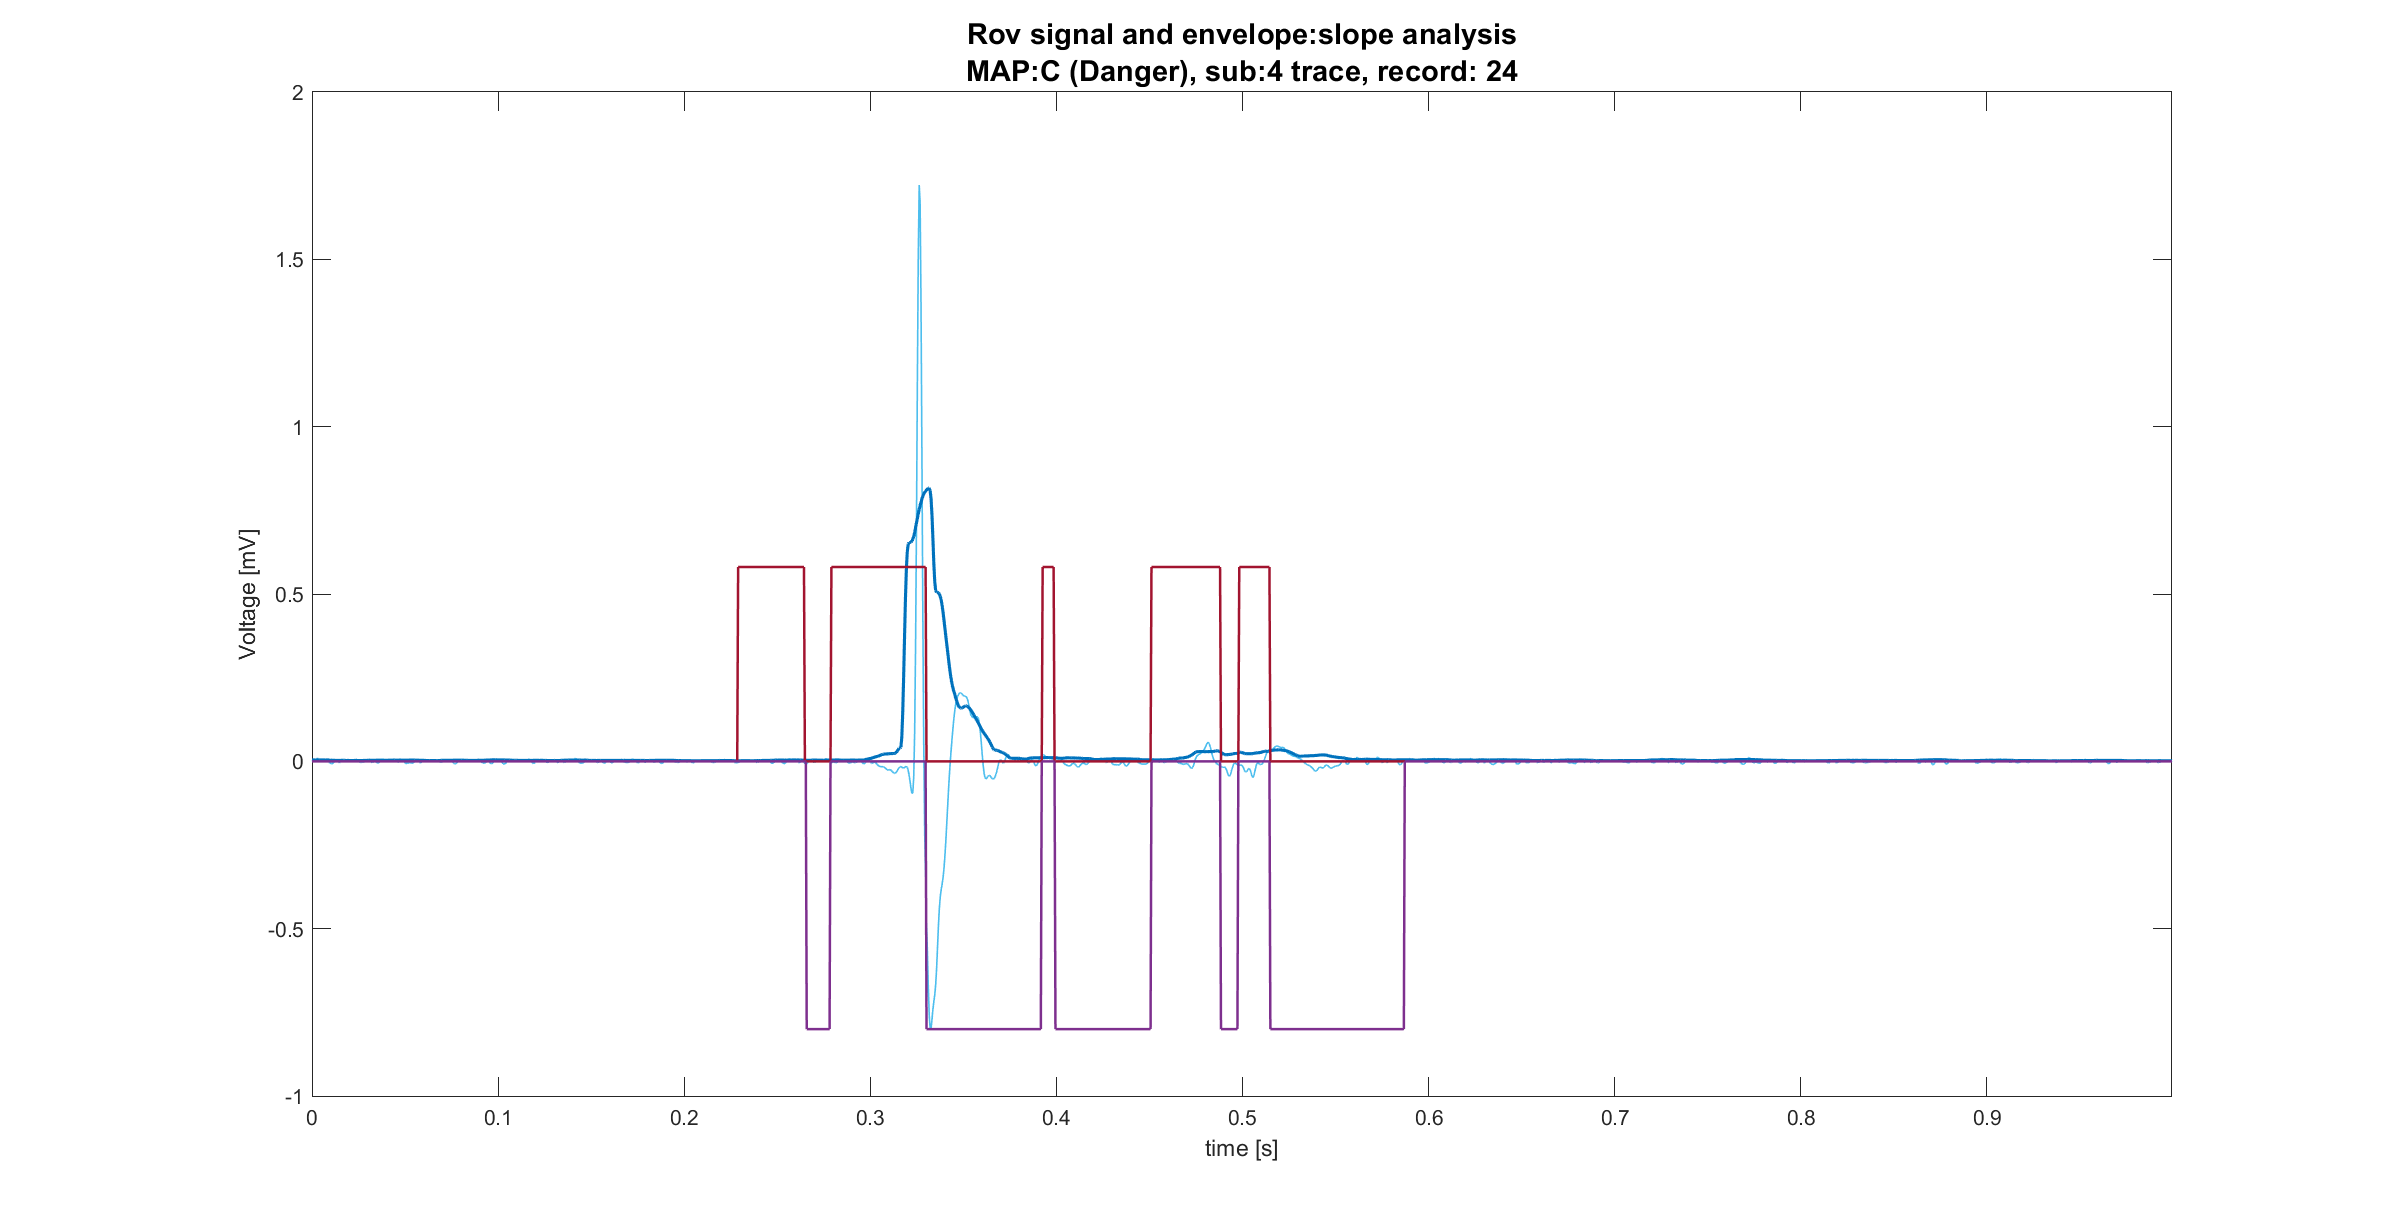 Rov signal and envelope:slope analysis
MAP:C (Danger), sub:4 trace, record: 24
2
1.5
1
0.5
0
-0.5
-1
Voltage [mV]
0 0.1 0.2 0.3 0.4 0.5 0.6 0.7 0.8 0.9
time [s]